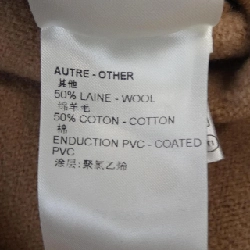 AUTRE - OTHER
其他
50% LAINE - WOOL
绵羊毛
50% COTON - COTTON
棉
ENDUCTION PVC - COATED
PVC
涂层:聚氯乙烯